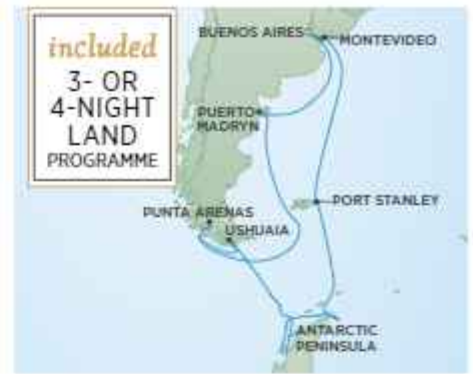 included
3- OR
4-NIGHT
LAND
PROGRAMME
BUENOS AIRES
MONTEVIDEO
PUERTO
MADRYN
PORT STANLEY
PUNTA ARENAS
USHUAIA
ANTARCTIC
PENINSULA